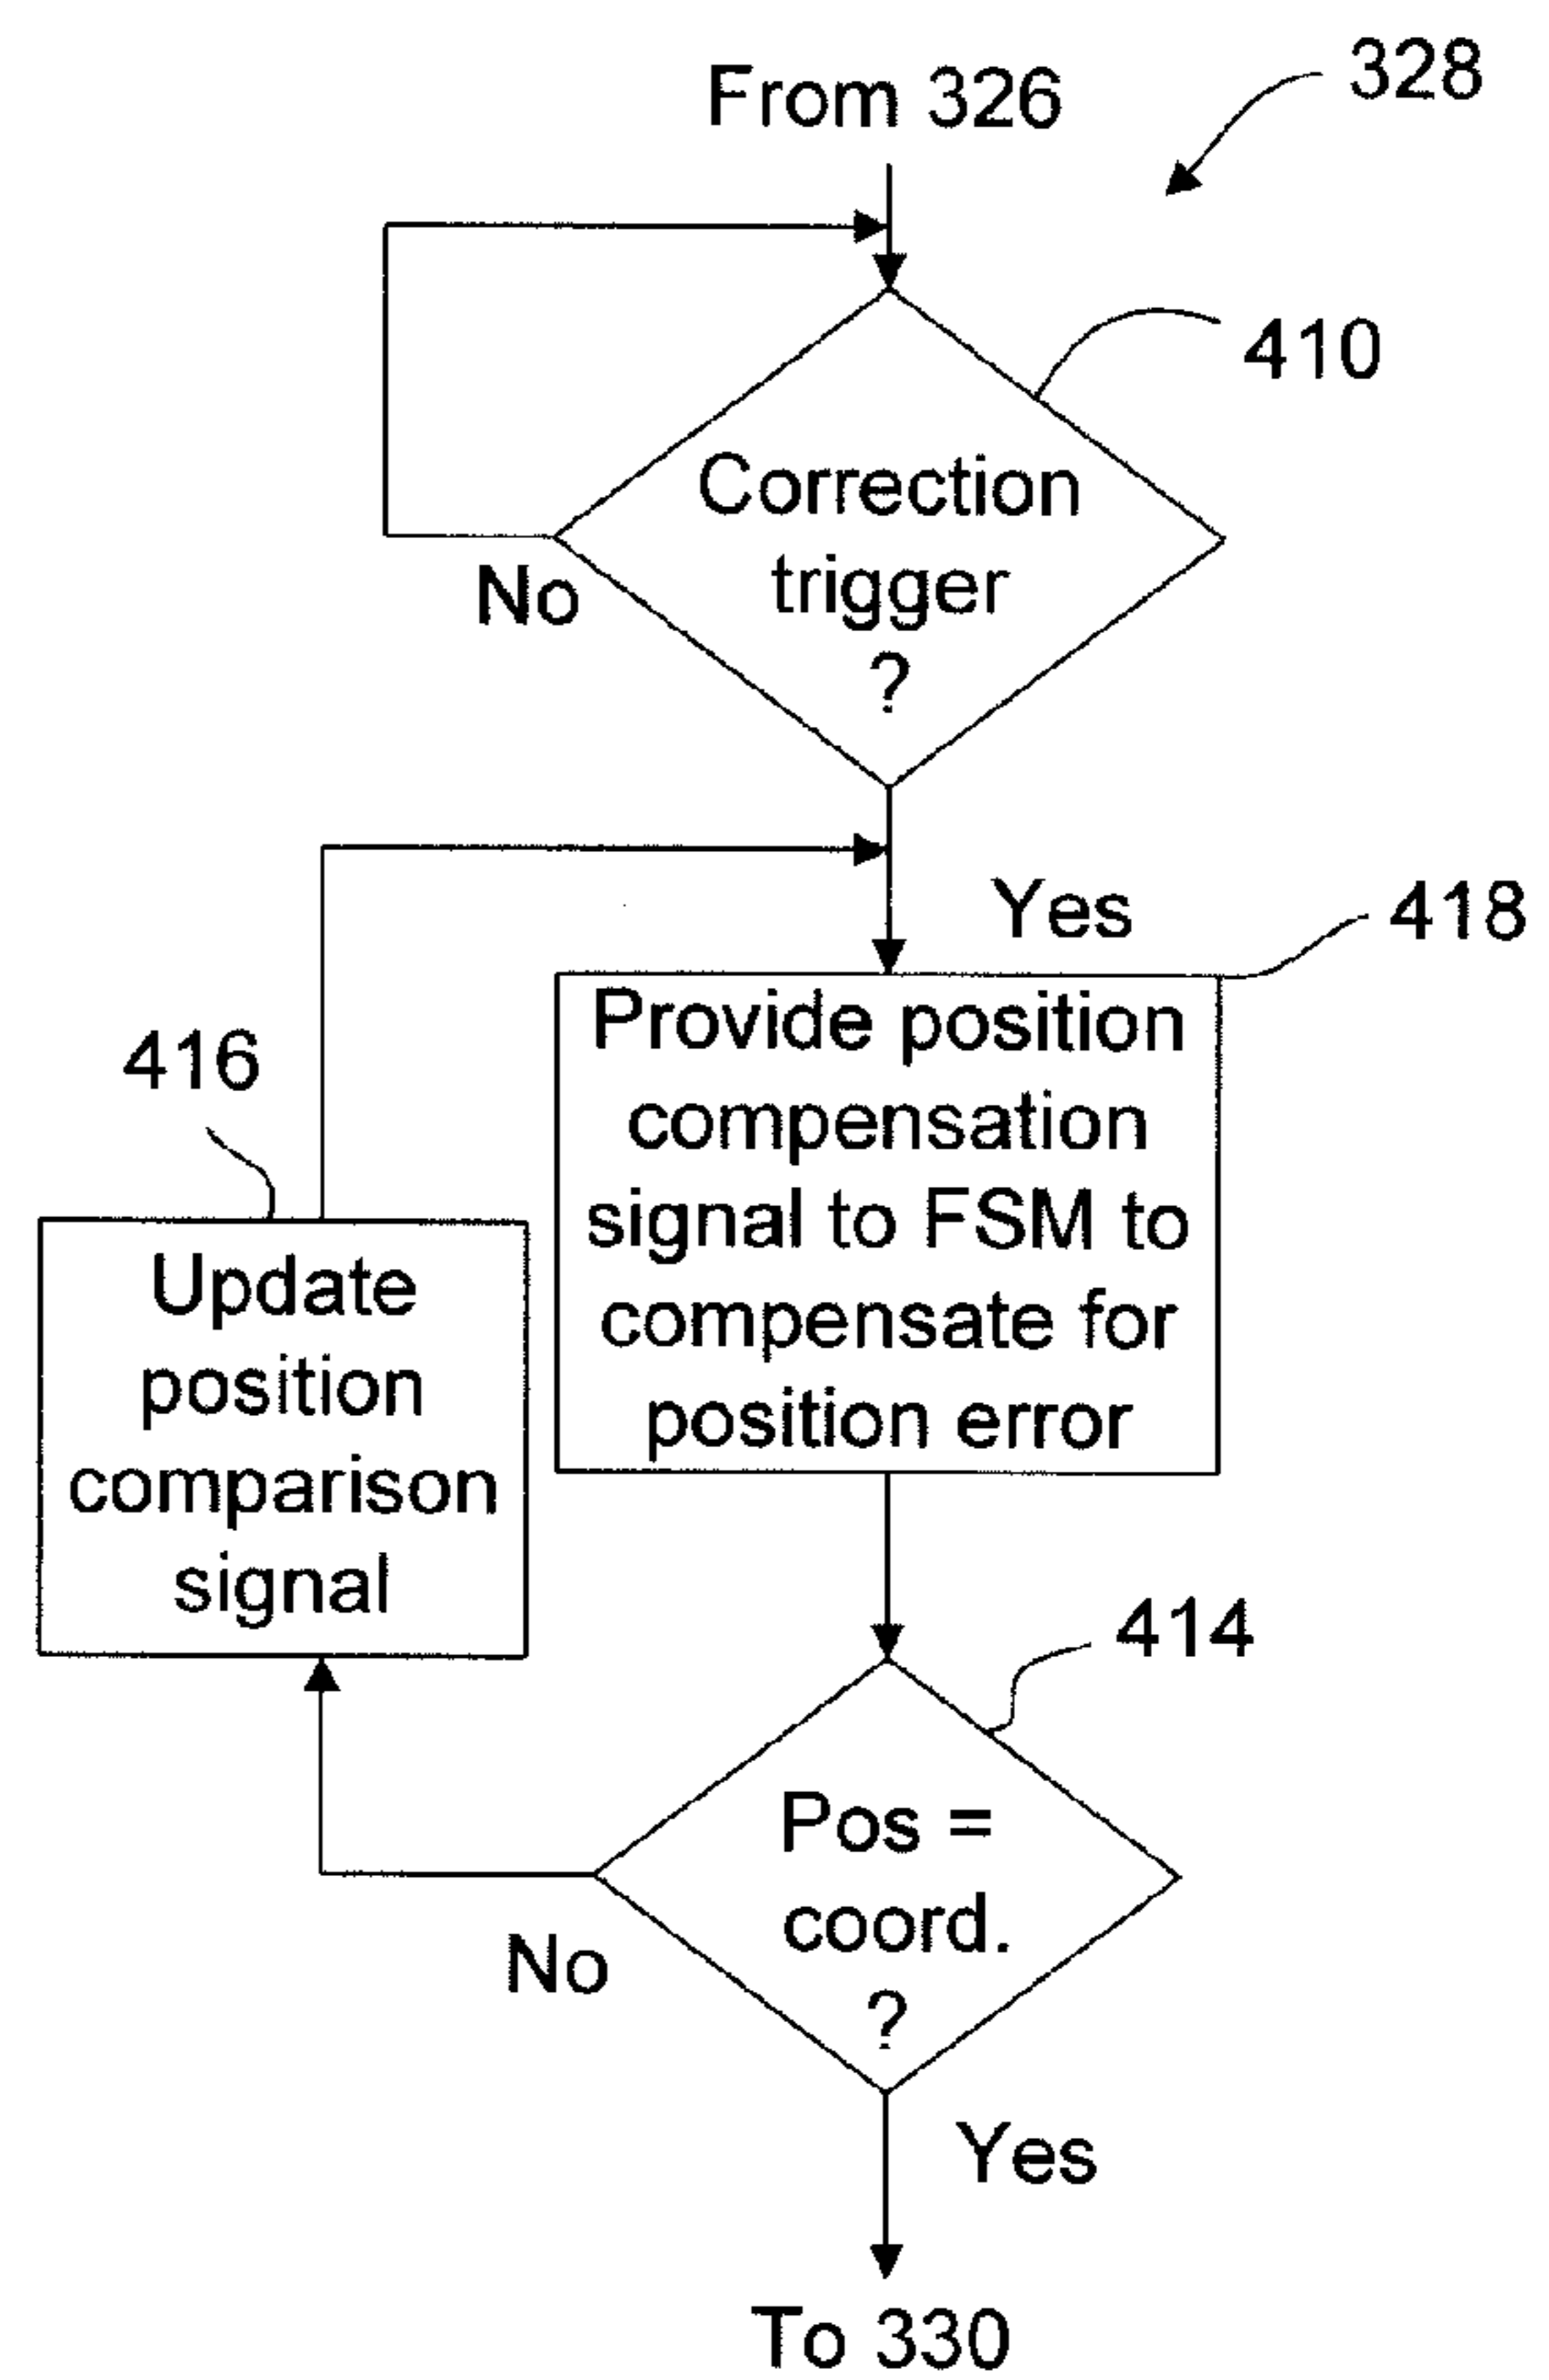 From 326
328
410
Correction
trigger
?
No
Yes
418
Provide position
compensation
signal to FSM to
compensate for
position error
416
Update
position
comparison
signal
414
Pos =
coord.
?
No
Yes
To 330